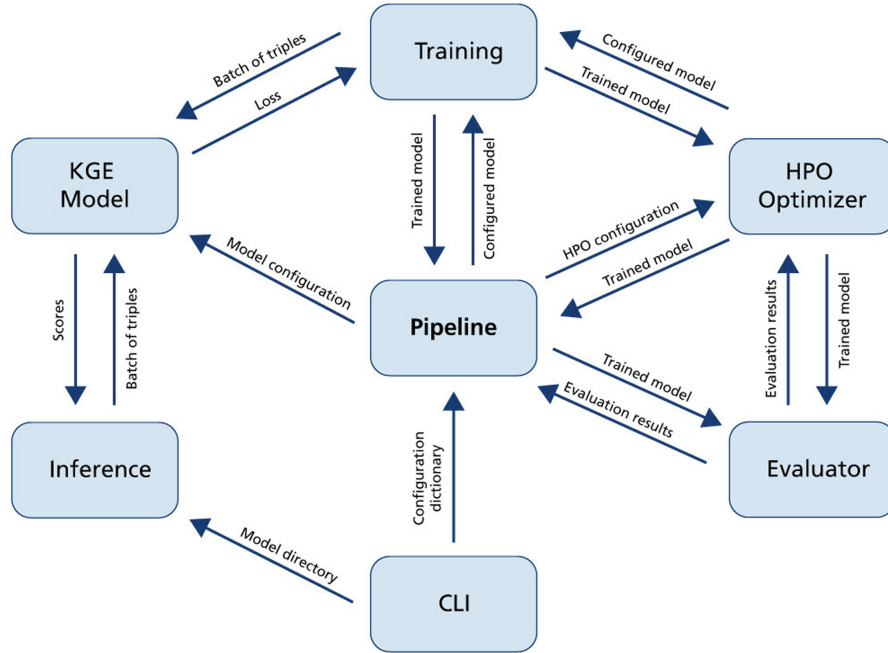 Training
Batch of triples
Loss
Configured model
Trained model
KGE
Model
HPO
Optimizer
Trained model
Configured model
Model configuration
HPO configuration
Trained model
Pipeline
Scores
Batch of triples
Evaluation results
Trained model
Trained model
Evaluation results
Inference
Configuration
dictionary
Evaluator
Model directory
CLI